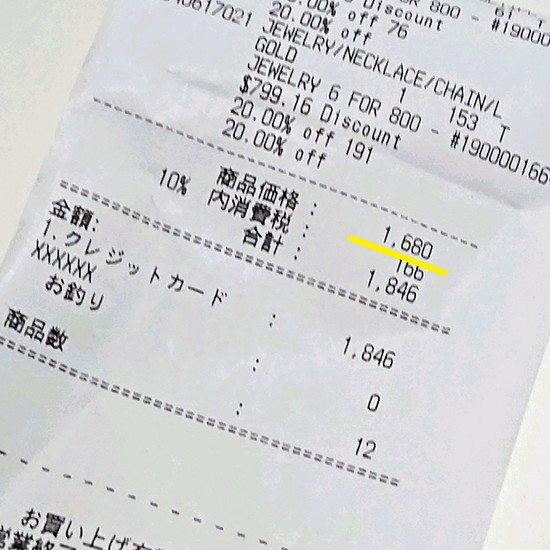 20.00% off 76
JEWELRY/NECKLACE/CHAIN/L
GOLD 1 153 T
JEWELRY 6 FOR 800 - #190000166
$799.16 Discount
20.00% off 191
20.00% off
商品価格: 1,680
10% 内消費税: 166
合計: 1,846
金額:
1.クレジットカード : 1,846
XXXXXX
お釣り : 0
商品数 : 12
お買い上げ